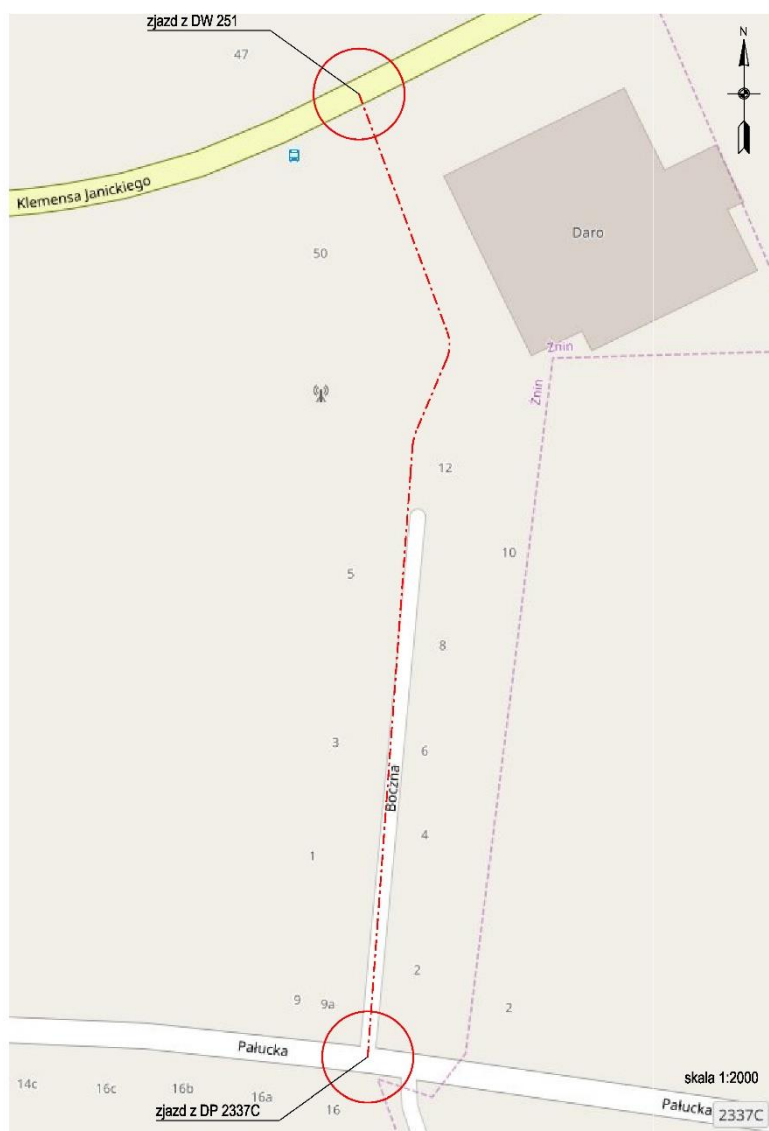 zjazd z DW 251
N
47
Klemensa Janickiego
Daro
50
Żnin
Żnin
12
10
5
8
3
6
Boczna
4
1
2
9
9a
2
Pałucka
skala 1:2000
14c
16c
16b
16a
16
zjazd z DP 2337C
Pałucka
2337C